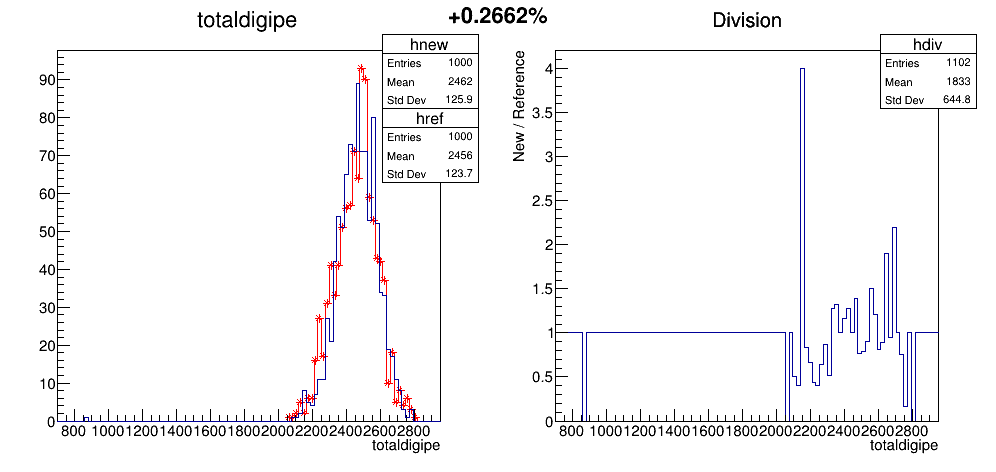 +0.2662%
totaldigipe
hnew
Entries 1000
Mean 2462
Std Dev 125.9
href
Entries 1000
Mean 2456
Std Dev 123.7
90
80
70
60
50
40
30
20
10
0
800 1000 1200 1400 1600 1800 2000 2200 2400 2600 2800
totaldigipe
Division
hdiv
Entries 1102
Mean 1833
Std Dev 644.8
New / Reference
4
3.5
3
2.5
2
1.5
1
0.5
0
800 1000 1200 1400 1600 1800 2000 2200 2400 2600 2800
totaldigipe